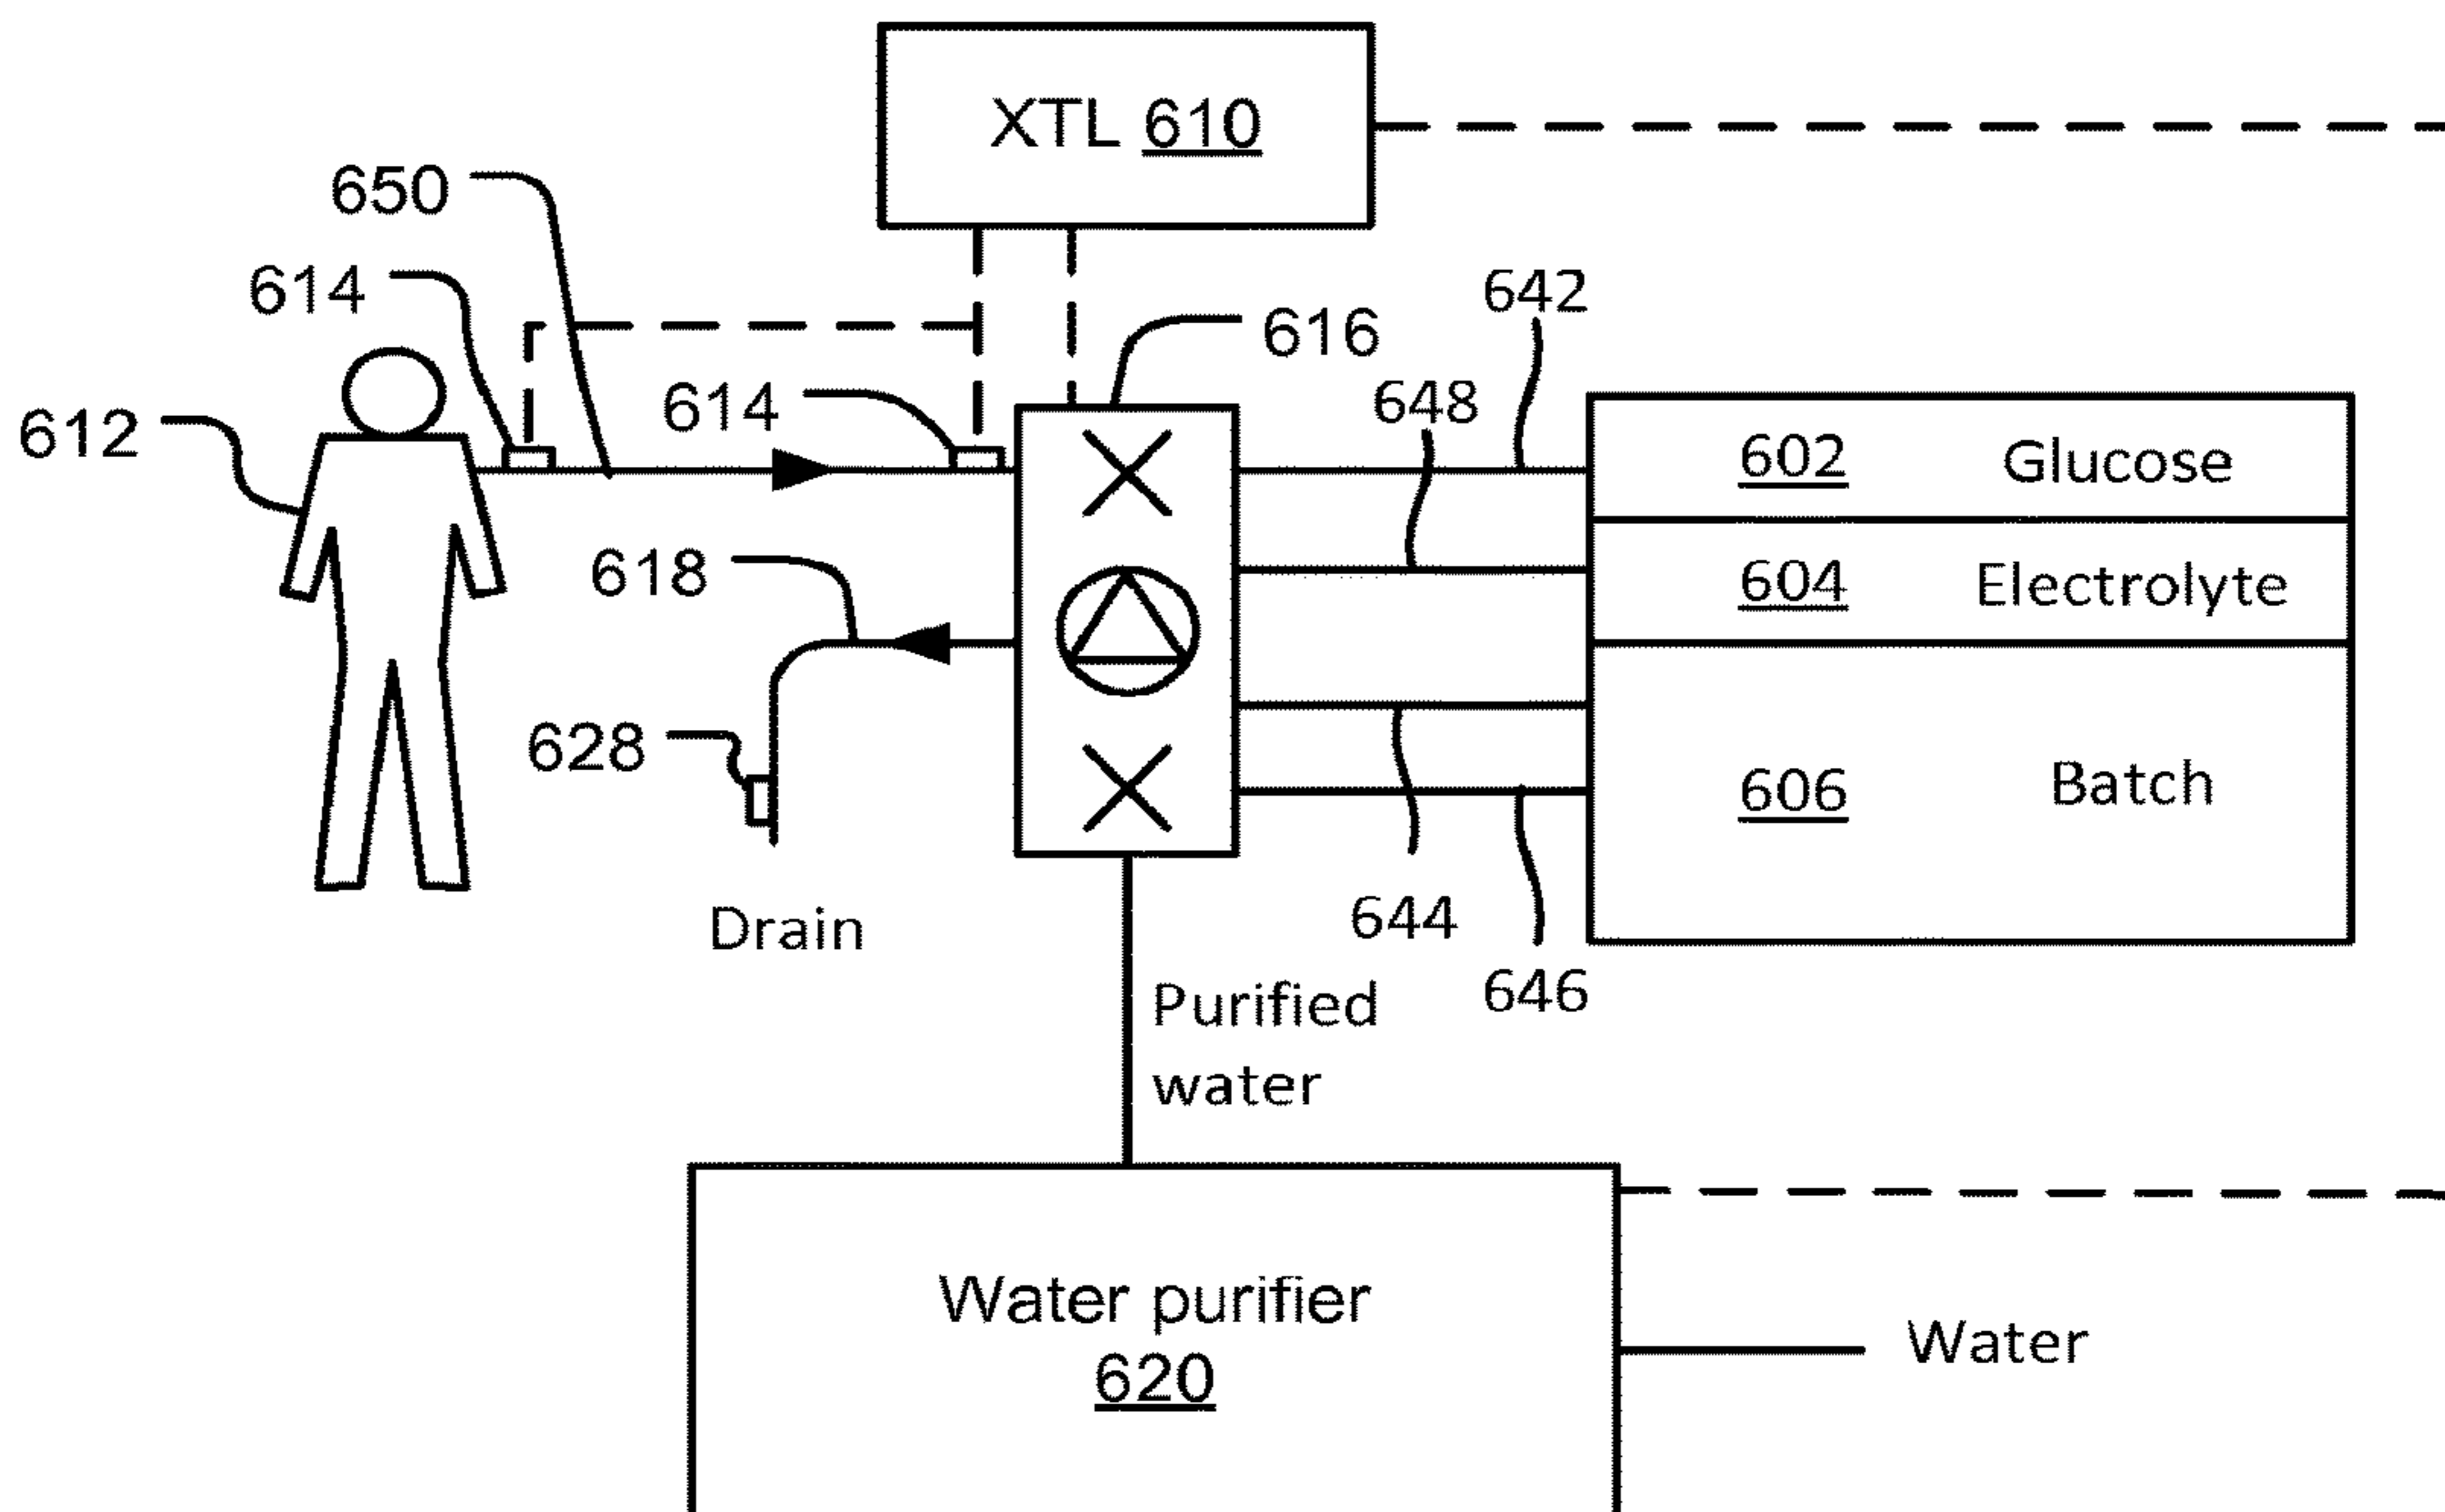 XTL 610
650
614
642
616
614
648
612
602 Glucose
618
604 Electrolyte
628
606 Batch
644
Drain
646
Purified
water
Water purifier
620
Water